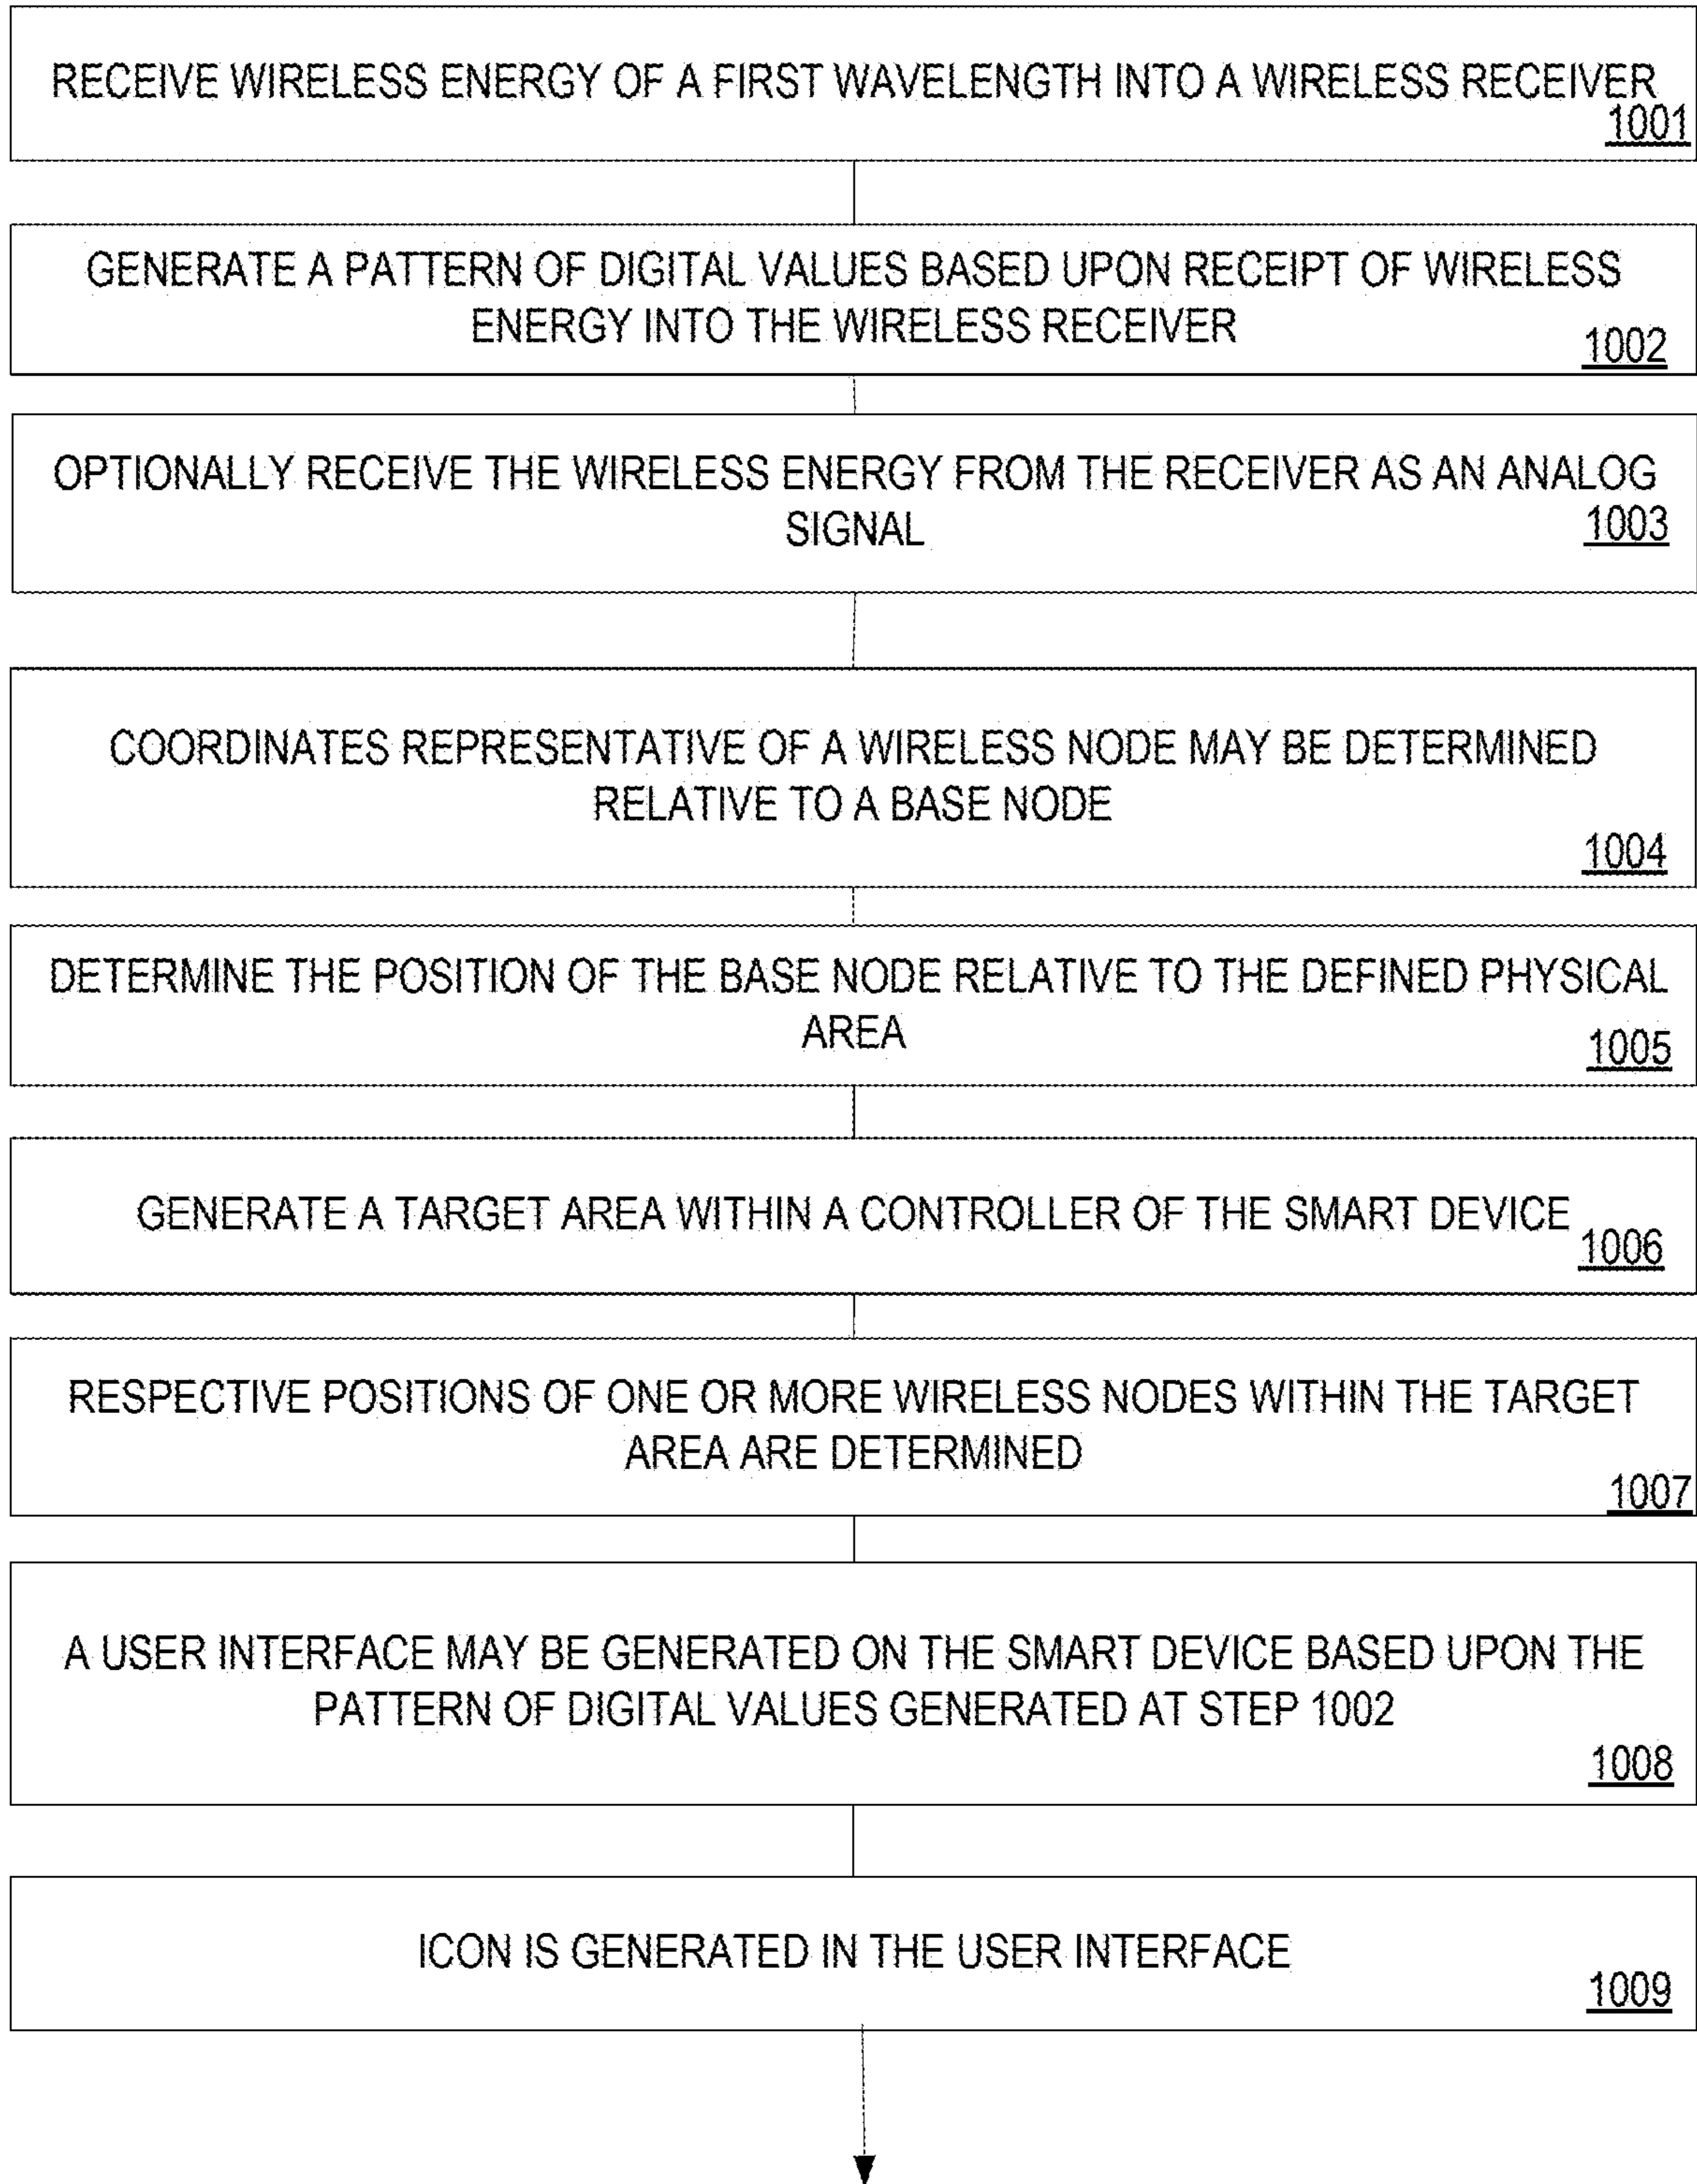 RECEIVE WIRELESS ENERGY OF A FIRST WAVELENGTH INTO A WIRELESS RECEIVER
1001
GENERATE A PATTERN OF DIGITAL VALUES BASED UPON RECEIPT OF WIRELESS
ENERGY INTO THE WIRELESS RECEIVER
1002
OPTIONALLY RECEIVE THE WIRELESS ENERGY FROM THE RECEIVER AS AN ANALOG
SIGNAL
1003
COORDINATES REPRESENTATIVE OF A WIRELESS NODE MAY BE DETERMINED
RELATIVE TO A BASE NODE
1004
DETERMINE THE POSITION OF THE BASE NODE RELATIVE TO THE DEFINED PHYSICAL
AREA
1005
GENERATE A TARGET AREA WITHIN A CONTROLLER OF THE SMART DEVICE
1006
RESPECTIVE POSITIONS OF ONE OR MORE WIRELESS NODES WITHIN THE TARGET
AREA ARE DETERMINED
1007
A USER INTERFACE MAY BE GENERATED ON THE SMART DEVICE BASED UPON THE
PATTERN OF DIGITAL VALUES GENERATED AT STEP 1002
1008
ICON IS GENERATED IN THE USER INTERFACE
1009